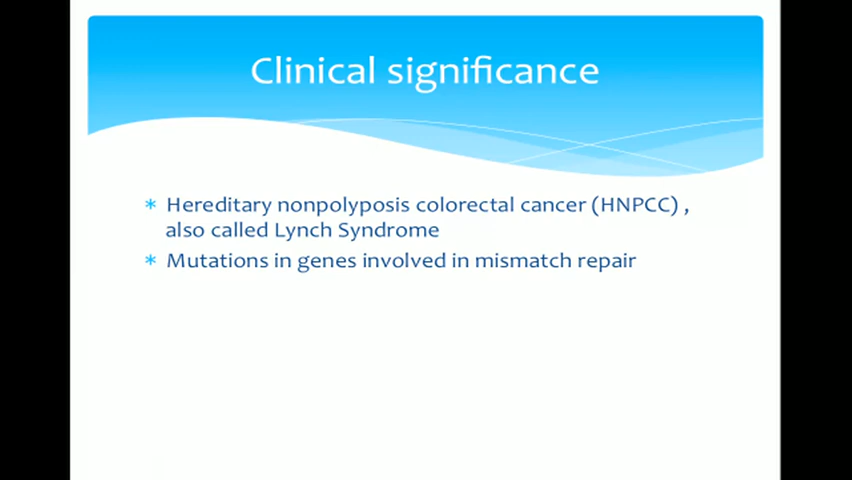 Clinical significance
* Hereditary nonpolyposis colorectal cancer (HNPCC) ,
also called Lynch Syndrome
* Mutations in genes involved in mismatch repair